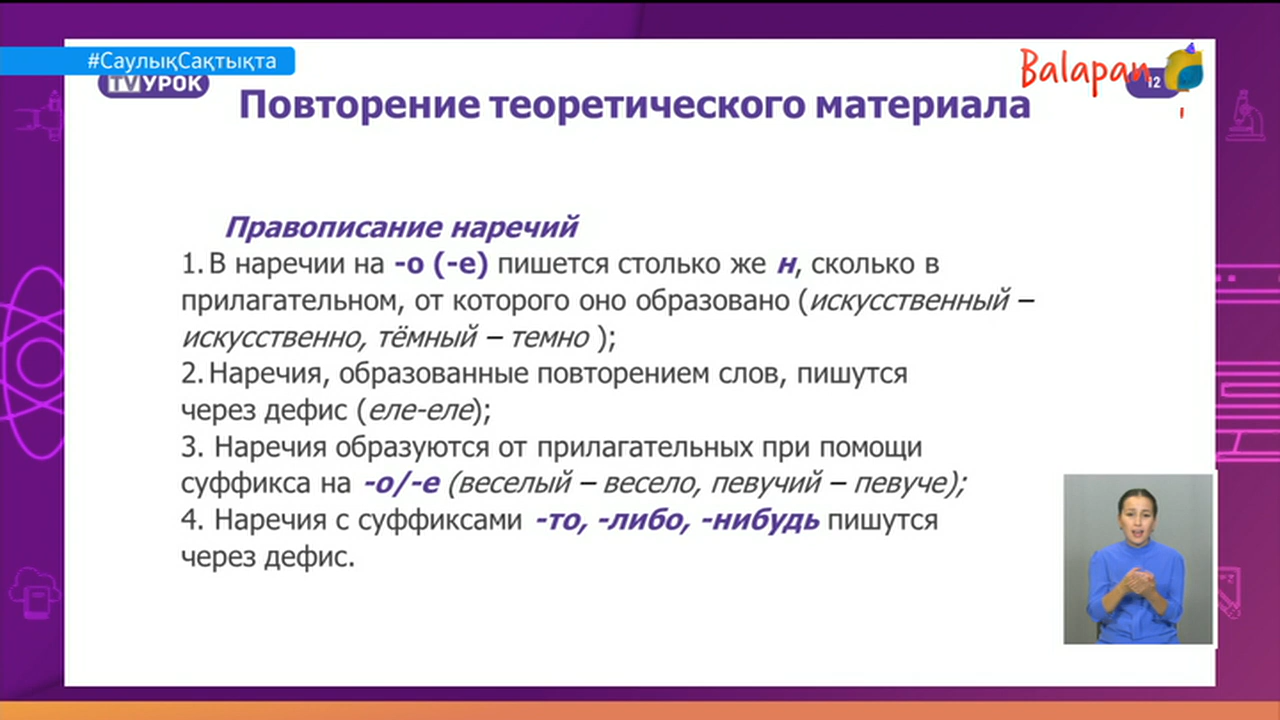 #СаулықСақтықта
TVУРОК
Balapan
12
Повторение теоретического материала
Правописание наречий
1. В наречии на -о (-е) пишется столько же н, сколько в
прилагательном, от которого оно образовано (искусственный –
искусственно, тёмный – темно );
2. Наречия, образованные повторением слов, пишутся
через дефис (еле-еле);
3. Наречия образуются от прилагательных при помощи
суффикса на -о/-е (веселый – весело, певучий – певуче);
4. Наречия с суффиксами -то, -либо, -нибудь пишутся
через дефис.